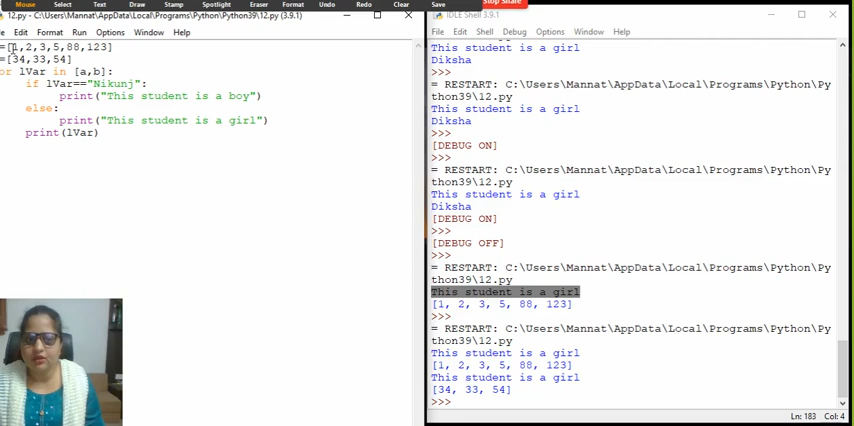 Mouse Select Text Draw Stamp Spotlight Eraser Format Undo Redo Clear Save
Stop Share
12.py - C:\Users\Mannat\AppData\Local\Programs\Python\Python39\12.py (3.9.1)
le Edit Format Run Options Window Help
=[1,2,3,5,88,123]
=[34,33,54]
or lVar in [a,b]:
if lVar=="Nikunj":
print("This student is a boy")
else:
print("This student is a girl")
print(lVar)
IDLE Shell 3.9.1
File Edit Shell Debug Options Window Help
This student is a girl
Diksha
>>>
= RESTART: C:\Users\Mannat\AppData\Local\Programs\Python\Py
thon39\12.py
This student is a girl
Diksha
>>>
[DEBUG ON]
>>>
= RESTART: C:\Users\Mannat\AppData\Local\Programs\Python\Py
thon39\12.py
This student is a girl
Diksha
[DEBUG ON]
>>>
[DEBUG OFF]
>>>
= RESTART: C:\Users\Mannat\AppData\Local\Programs\Python\Py
thon39\12.py
This student is a girl
[1, 2, 3, 5, 88, 123]
>>>
= RESTART: C:\Users\Mannat\AppData\Local\Programs\Python\Py
thon39\12.py
This student is a girl
[1, 2, 3, 5, 88, 123]
This student is a girl
[34, 33, 54]
>>>
Ln: 183 Col: 4